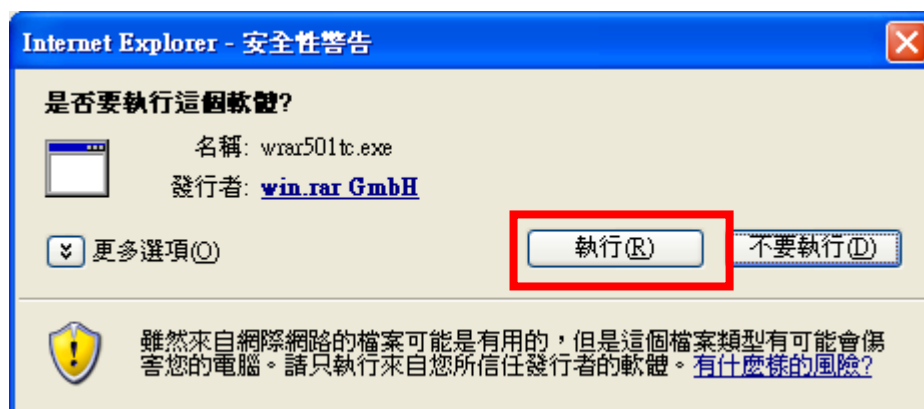 Internet Explorer - 安全性警告
是否要執行這個軟體?
名稱: wrar501tc.exe
發行者: win.rar GmbH
更多選項(O)
執行(R)
不要執行(D)
雖然來自網際網路的檔案可能是有用的，但是這個檔案類型有可能會傷
害您的電腦。請只執行來自您所信任發行者的軟體。有什麼樣的風險?